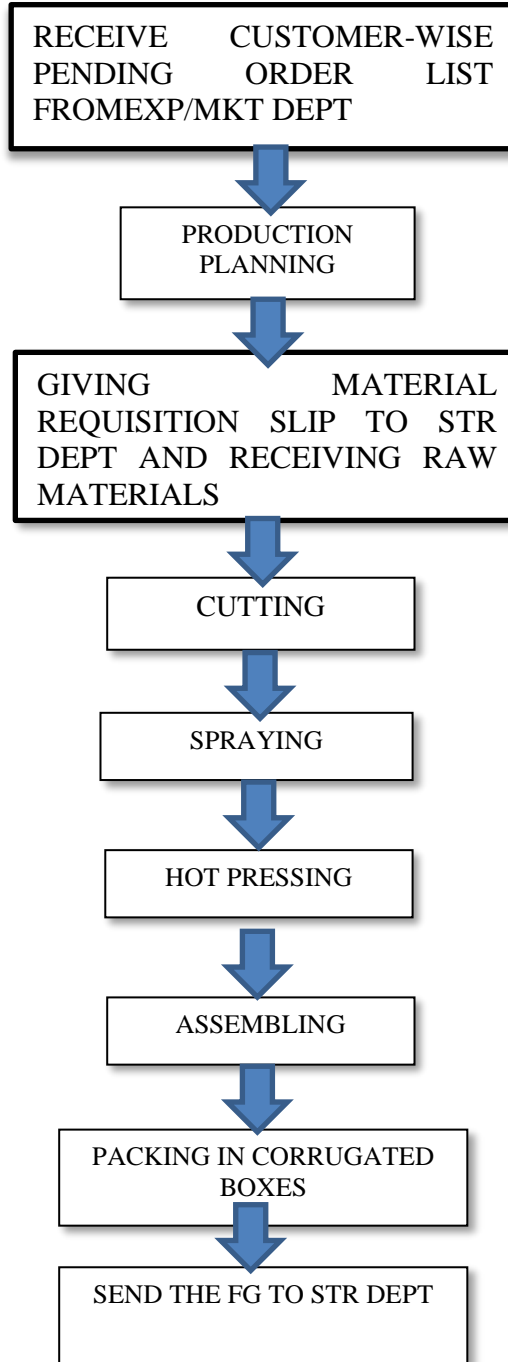 RECEIVE CUSTOMER-WISE
PENDING ORDER LIST
FROMEXP/MKT DEPT
PRODUCTION
PLANNING
GIVING MATERIAL
REQUISITION SLIP TO STR
DEPT AND RECEIVING RAW
MATERIALS
CUTTING
SPRAYING
HOT PRESSING
ASSEMBLING
PACKING IN CORRUGATED
BOXES
SEND THE FG TO STR DEPT